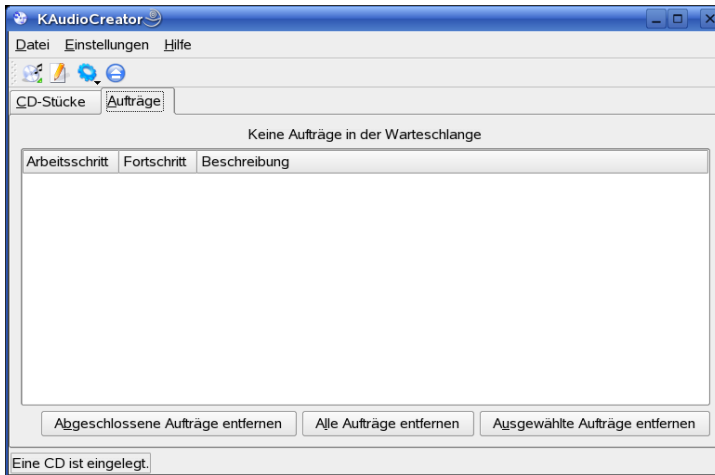 KAudioCreator
Datei Einstellungen Hilfe
CD-Stücke Aufträge
Keine Aufträge in der Warteschlange
Arbeitsschritt Fortschritt Beschreibung
Abgeschlossene Aufträge entfernen Alle Aufträge entfernen Ausgewählte Aufträge entfernen
Eine CD ist eingelegt.